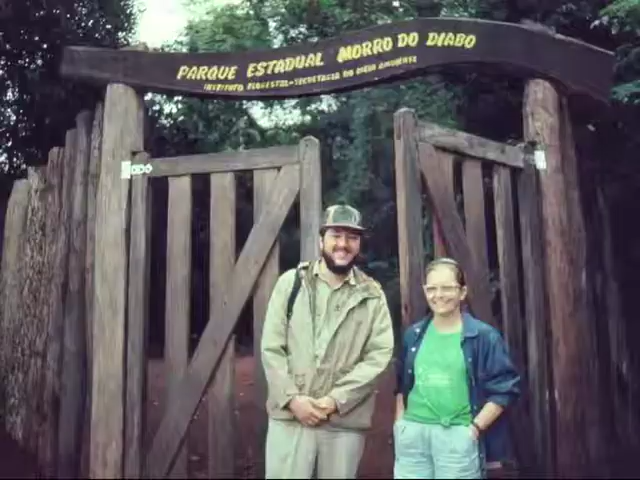 PARQUE ESTADUAL MORRO DO DIABO
INSTITUTO FLORESTAL-SECRETARIA DO MEIO AMBIENTE